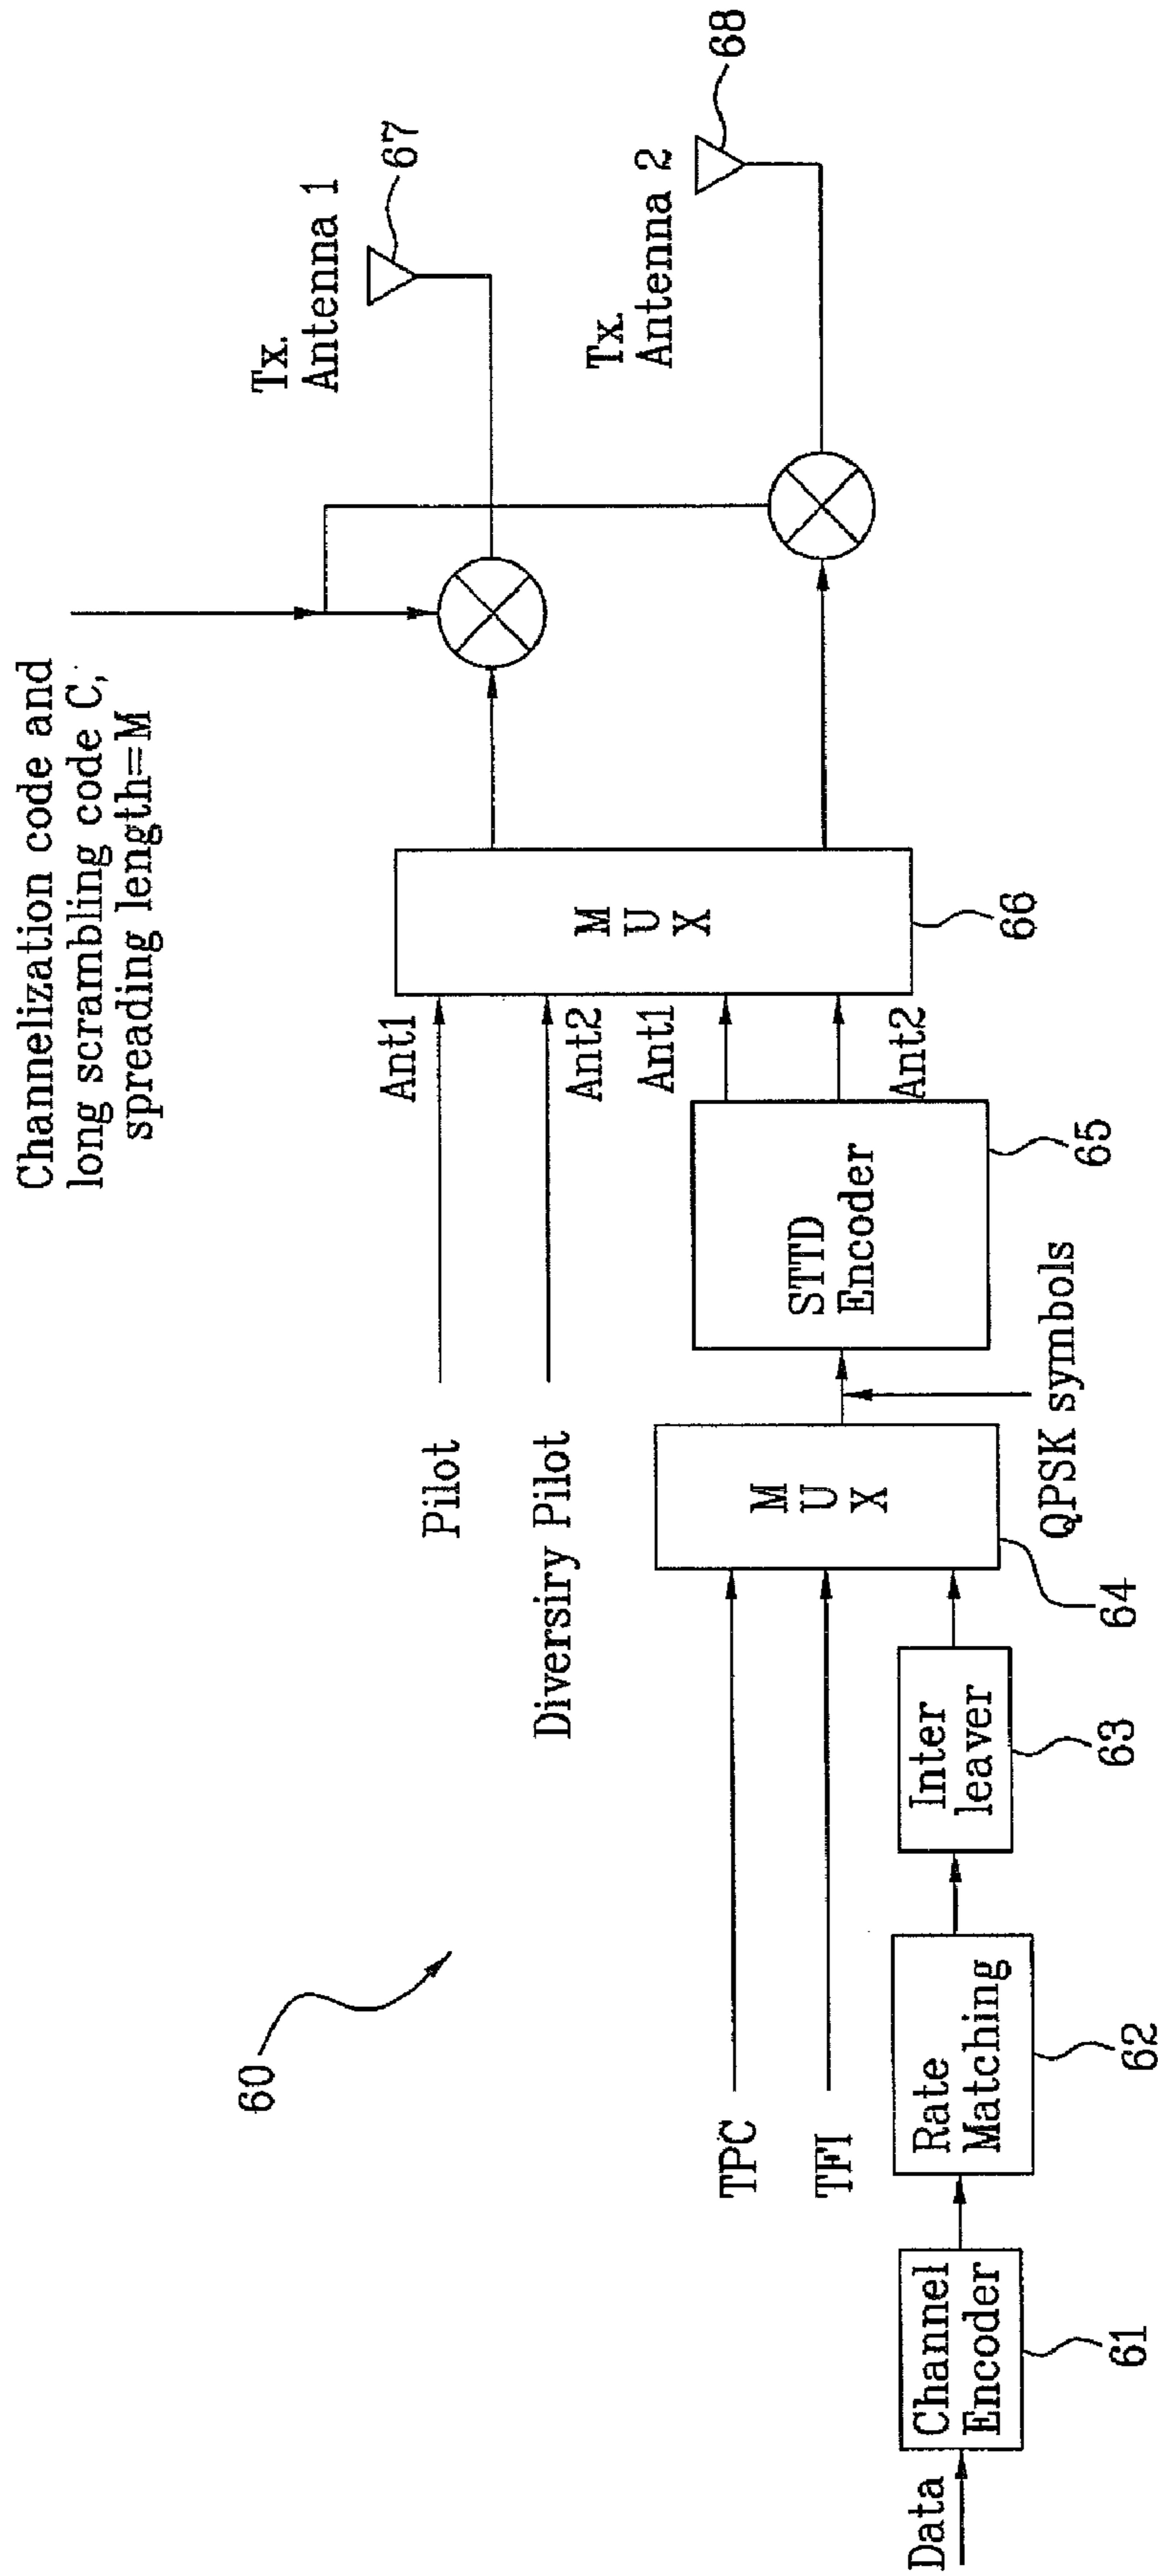 Channelization code and
long scrambling code C,
spreading length=M
Tx.
Antenna 1
67
Tx.
Antenna 2
68
60
Pilot
Ant1
Diversiry Pilot
Ant2
Ant1
Ant2
M
U
X
66
TPC
TFI
M
U
X
64
QPSK symbols
STTD
Encoder
65
Data
Channel
Encoder
61
Rate
Matching
62
Inter
leaver
63